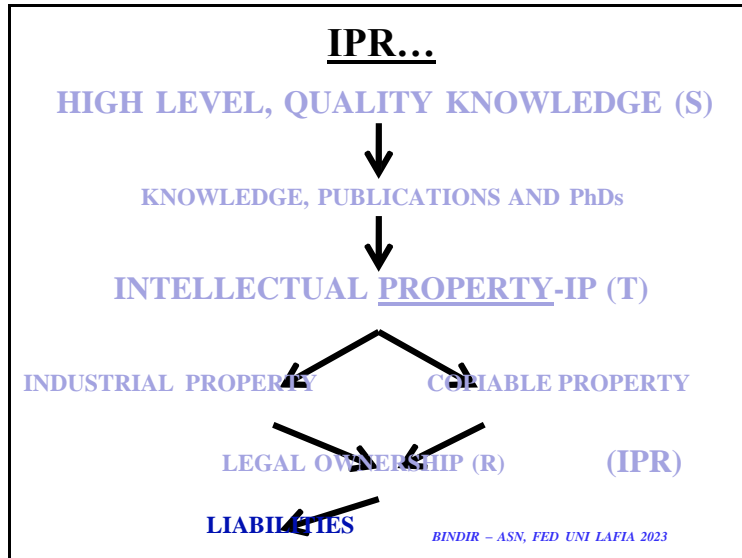 IPR...
HIGH LEVEL, QUALITY KNOWLEDGE (S)
KNOWLEDGE, PUBLICATIONS AND PhDs
INTELLECTUAL PROPERTY-IP (T)
INDUSTRIAL PROPERTY COPIABLE PROPERTY
LEGAL OWNERSHIP (R) (IPR)
LIABILITIES
BINDIR – ASN, FED UNI LAFIA 2023